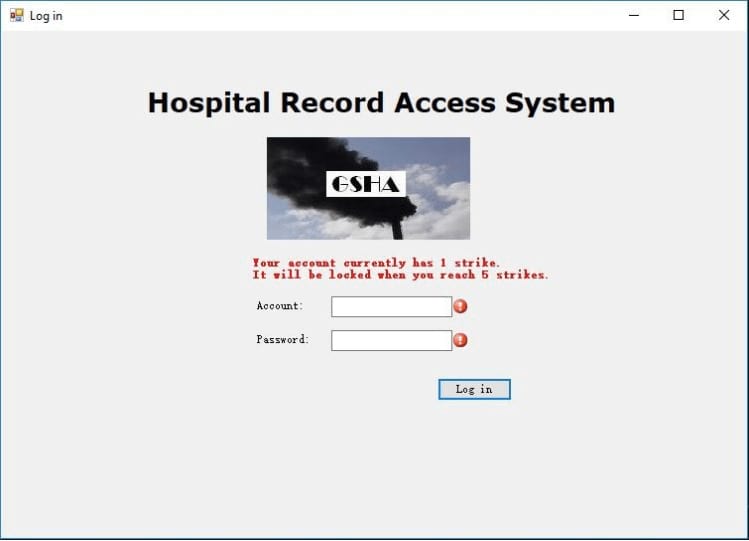 Log in
Hospital Record Access System
GSHA
Your account currently has 1 strike.
It will be locked when you reach 5 strikes.
Account:
Password:
Log in